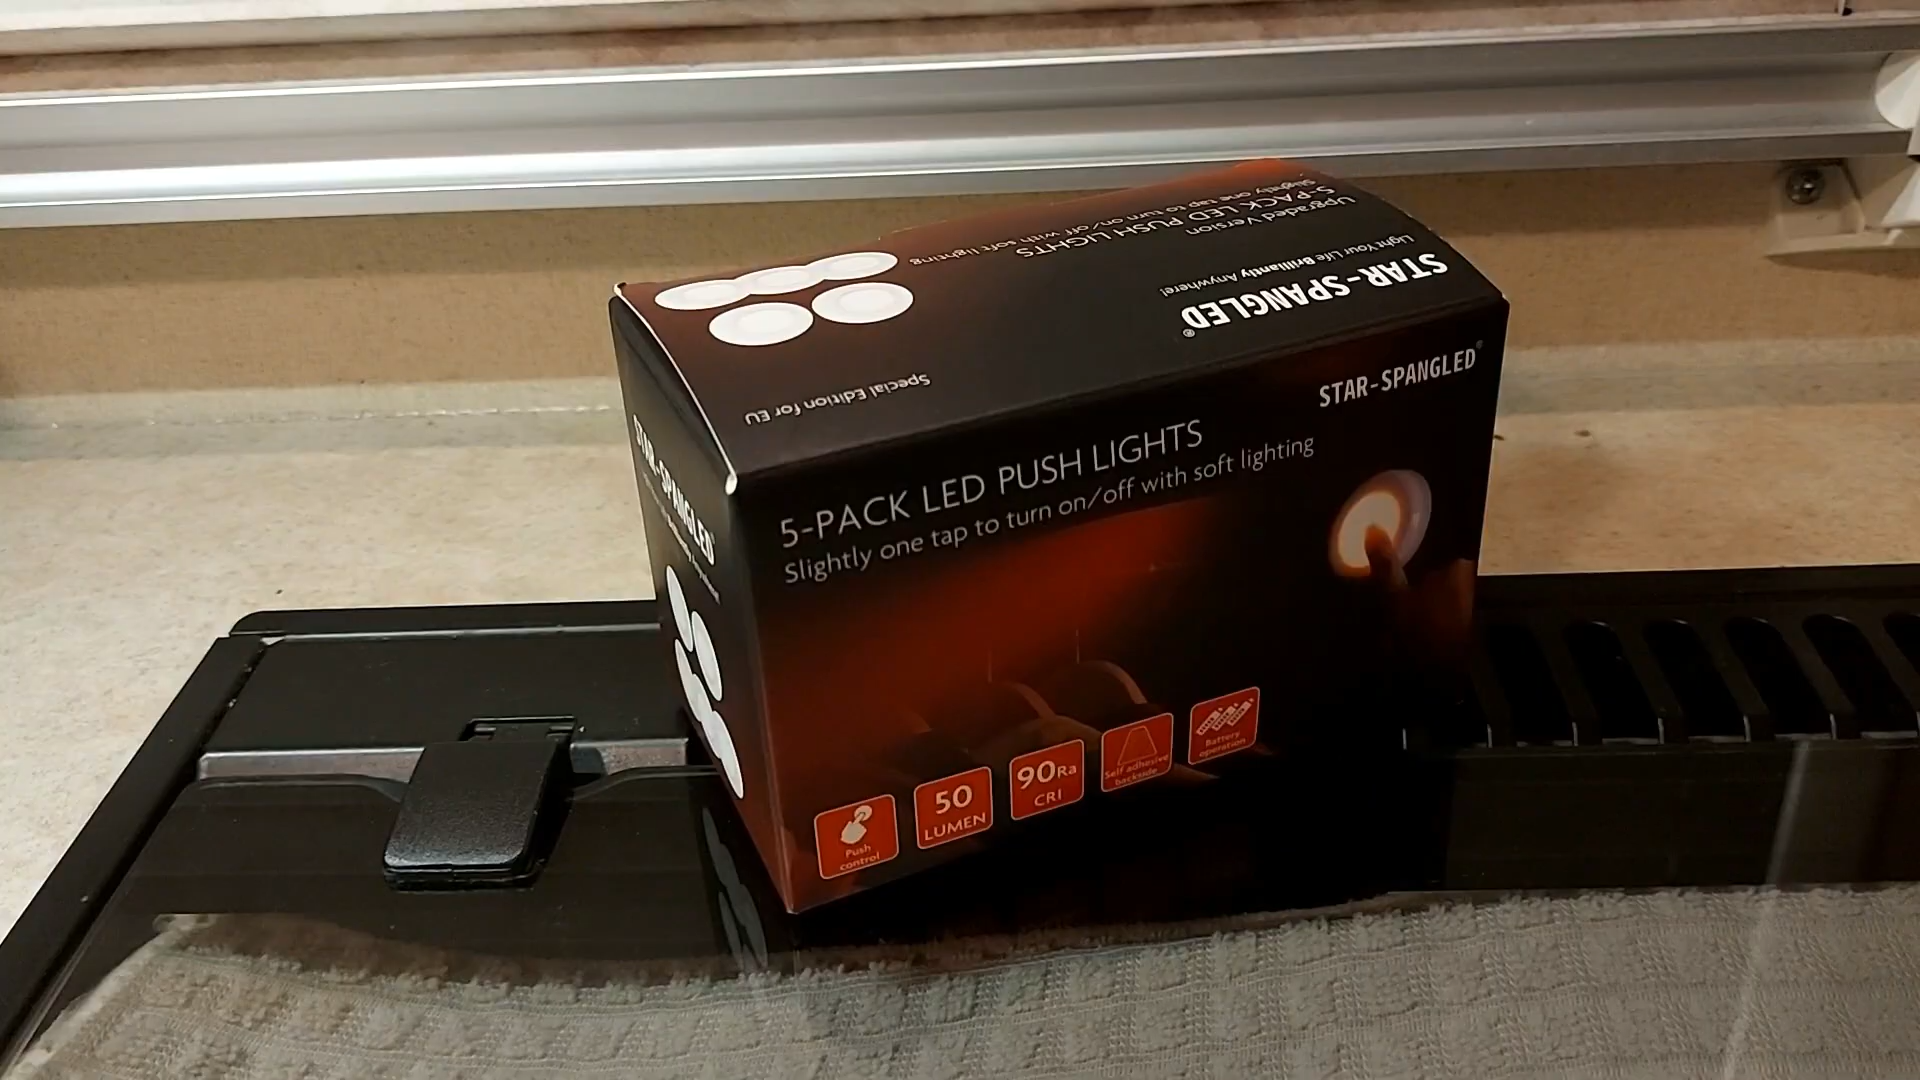 Upgraded Version
5-PACK LED PUSH LIGHTS
Slightly one tap to turn on/off with soft lighting
STAR-SPANGLED®
Light Your Life Brilliantly Anywhere!
Special Edition for EU
STAR-SPANGLED®
5-PACK LED PUSH LIGHTS
Slightly one tap to turn on/off with soft lighting
Push
control
50
LUMEN
90Ra
CRI
Self adhesive
backside
Battery
operation
STAR-SPANGLED